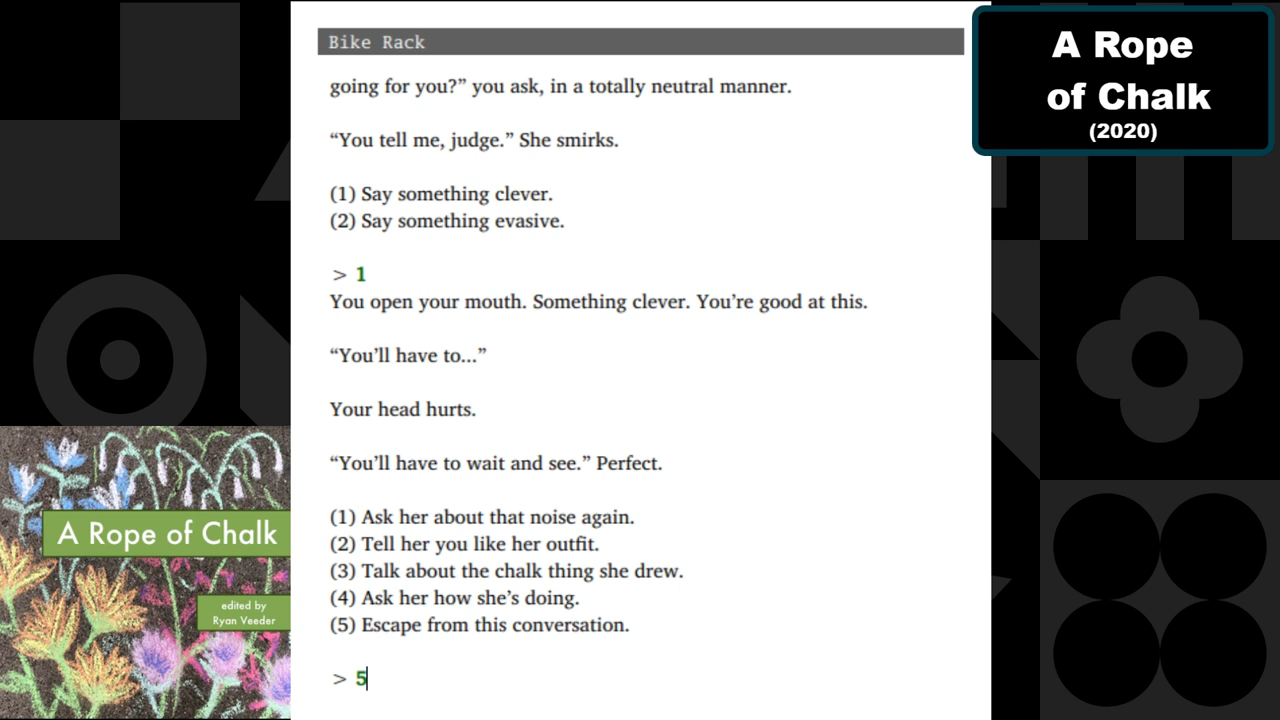 Bike Rack
going for you?” you ask, in a totally neutral manner.
“You tell me, judge.” She smirks.
(1) Say something clever.
(2) Say something evasive.
> 1
You open your mouth. Something clever. You’re good at this.
“You’ll have to...”
Your head hurts.
“You’ll have to wait and see.” Perfect.
(1) Ask her about that noise again.
(2) Tell her you like her outfit.
(3) Talk about the chalk thing she drew.
(4) Ask her how she’s doing.
(5) Escape from this conversation.
> 5
A Rope
of Chalk
(2020)
A Rope of Chalk
edited by
Ryan Veeder